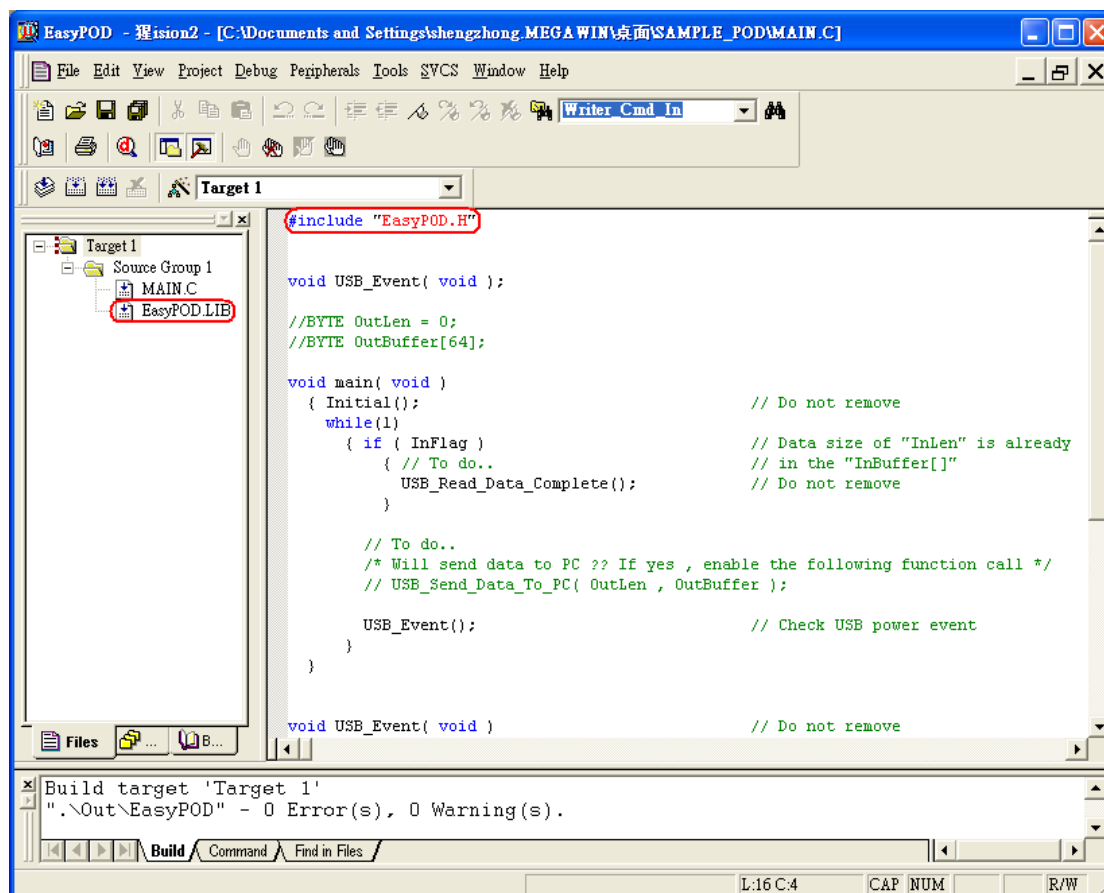 EasyPOD - 猩ision2 - [C:\Documents and Settings\shengzhong.MEGAWIN\桌面\SAMPLE_POD\MAIN.C]
File Edit View Project Debug Peripherals Tools SVCS Window Help
Writer_Cmd_In
Target 1
Target 1
Source Group 1
MAIN.C
EasyPOD.LIB
Files ... B...
#include "EasyPOD.H"
void USB_Event( void );
//BYTE OutLen = 0;
//BYTE OutBuffer[64];
void main( void )
{ Initial(); // Do not remove
while(1)
{ if ( InFlag ) // Data size of "InLen" is already
{ // To do.. // in the "InBuffer[]"
USB_Read_Data_Complete(); // Do not remove
}
// To do..
/* Will send data to PC ?? If yes , enable the following function call */
// USB_Send_Data_To_PC( OutLen , OutBuffer );
USB_Event(); // Check USB power event
}
}
void USB_Event( void ) // Do not remove
Build target 'Target 1'
".\Out\EasyPOD" - 0 Error(s), 0 Warning(s).
Build Command Find in Files
L:16 C:4 CAP NUM R/W